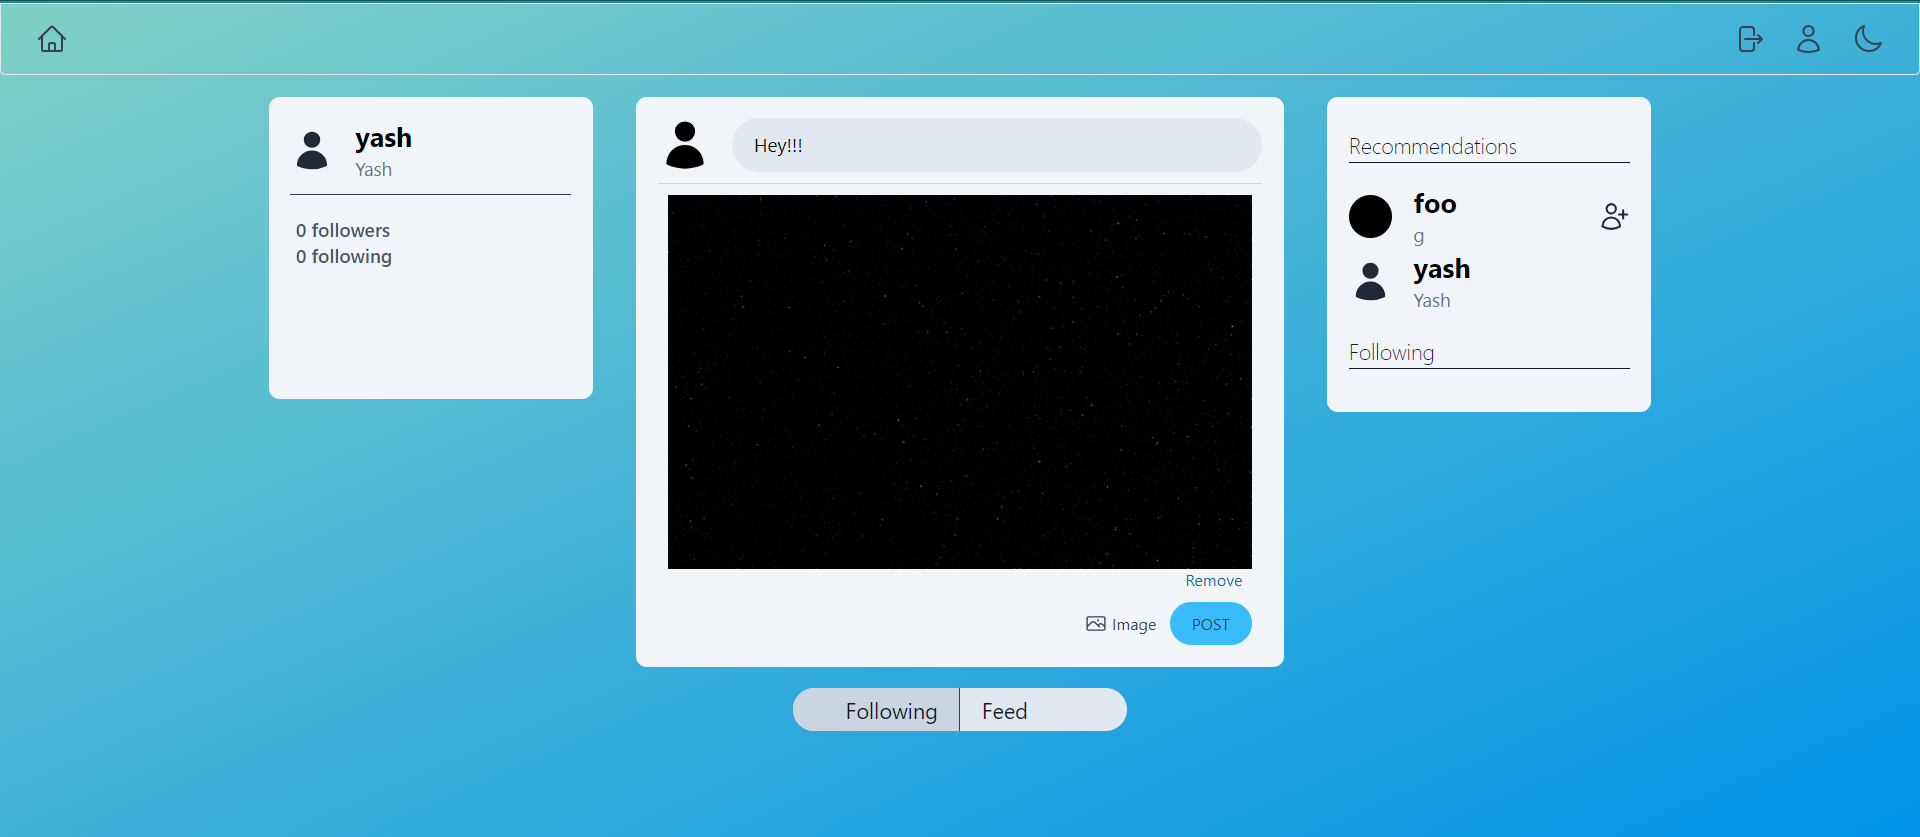 yash
Yash
0 followers
0 following
Hey!!!
Remove
Image
POST
Following
Feed
Recommendations
foo
g
yash
Yash
Following